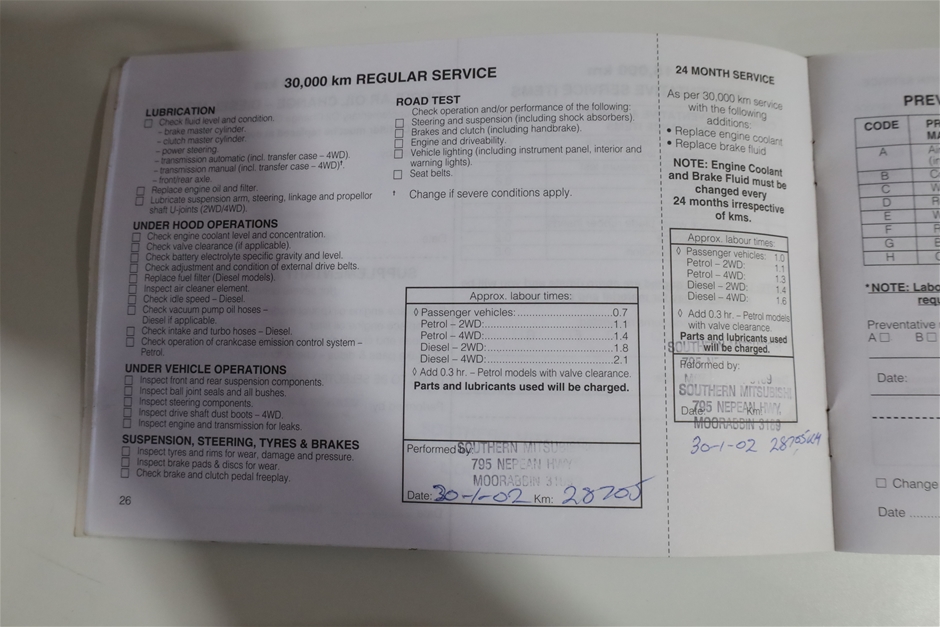 30,000 km REGULAR SERVICE
LUBRICATION
Check fluid level and condition.
– brake master cylinder.
– clutch master cylinder.
– power steering.
– transmission automatic (incl. transfer case – 4WD).
– transmission manual (incl. transfer case – 4WD)†.
– front/rear axle.
Replace engine oil and filter.
Lubricate suspension arm, steering, linkage and propellor
shaft U-joints (2WD/4WD).
UNDER HOOD OPERATIONS
Check engine coolant level and concentration.
Check valve clearance (if applicable).
Check battery electrolyte specific gravity and level.
Check adjustment and condition of external drive belts.
Replace fuel filter (Diesel models).
Inspect air cleaner element.
Check idle speed – Diesel.
Check vacuum pump oil hoses –
Diesel if applicable.
Check intake and turbo hoses – Diesel.
Check operation of crankcase emission control system –
Petrol.
UNDER VEHICLE OPERATIONS
Inspect front and rear suspension components.
Inspect ball joint seals and all bushes.
Inspect steering components.
Inspect drive shaft dust boots – 4WD.
Inspect engine and transmission for leaks.
SUSPENSION, STEERING, TYRES & BRAKES
Inspect tyres and rims for wear, damage and pressure.
Inspect brake pads & discs for wear.
Check brake and clutch pedal freeplay.
26
ROAD TEST
Check operation and/or performance of the following:
Steering and suspension (including shock absorbers).
Brakes and clutch (including handbrake).
Engine and driveability.
Vehicle lighting (including instrument panel, interior and
warning lights).
Seat belts.
† Change if severe conditions apply.
Approx. labour times:
◊ Passenger vehicles:..............................0.7
Petrol – 2WD:..............................1.1
Petrol – 4WD:..............................1.4
Diesel – 2WD:..............................1.8
Diesel – 4WD:..............................2.1
◊ Add 0.3 hr. – Petrol models with valve clearance.
Parts and lubricants used will be charged.
Performed by:
SOUTHERN MITSUBISHI
795 NEPEAN HWY
MOORABBIN 3189
Date: 30-1-02 Km: 28705
24 MONTH SERVICE
As per 30,000 km service
with the following
additions:
• Replace engine coolant
• Replace brake fluid
NOTE: Engine Coolant
and Brake Fluid must be
changed every
24 months irrespective
of kms.
Approx. labour times:
◊ Passenger vehicles: 1.0
Petrol – 2WD: 1.1
Petrol – 4WD: 1.3
Diesel – 2WD: 1.4
Diesel – 4WD: 1.6
◊ Add 0.3 hr. – Petrol models
with valve clearance.
Parts and lubricants used
will be charged.
Performed by:
SOUTHERN MITSUBISHI
795 NEPEAN HWY.
MOORABBIN 3189
Date: Km:
30-1-02 28705KM
PREV
CODE
A
B
C
D
E
F
G
H
*NOTE: Labo
requ
Preventative
A B
Date:
Change
Date ........